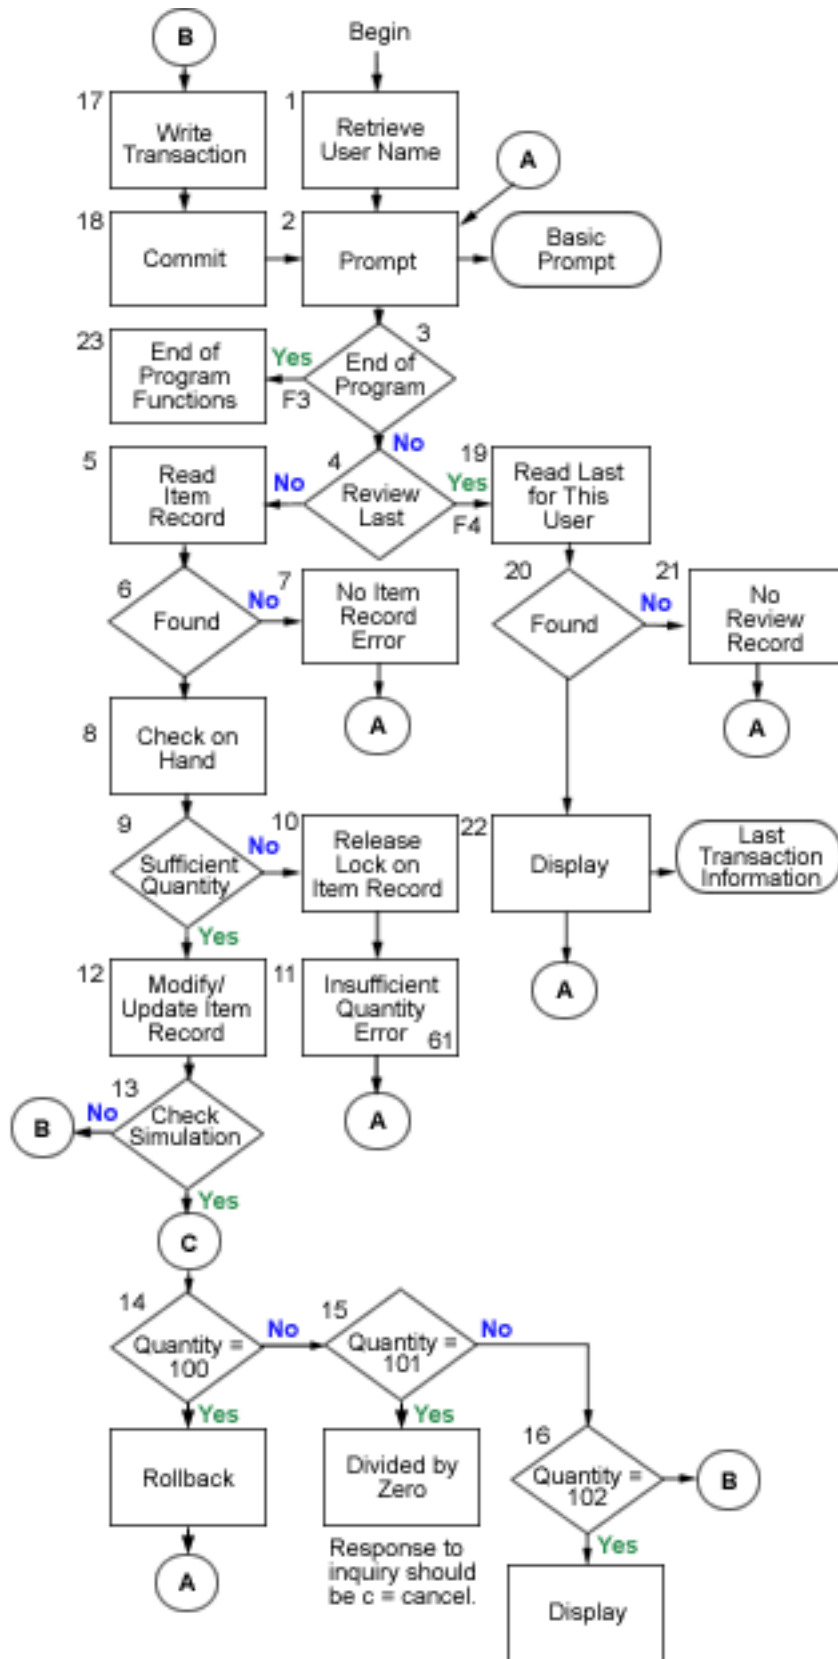 B
Begin
17
Write
Transaction
1
Retrieve
User Name
A
18
Commit
2
Prompt
Basic
Prompt
23
End of
Program
Functions
Yes
F3
3
End of
Program
No
5
Read
Item
Record
No
4
Review
Last
Yes
F4
19
Read Last
for This
User
6
Found
No
7
No Item
Record
Error
20
Found
No
21
No
Review
Record
A
A
8
Check on
Hand
9
Sufficient
Quantity
No
Yes
10
Release
Lock on
Item Record
22
Display
Last
Transaction
Information
A
12
Modify/
Update Item
Record
11
Insufficient
Quantity
Error
61
A
B
No
13
Check
Simulation
Yes
C
14
Quantity =
100
No
Yes
15
Quantity =
101
No
Yes
Rollback
A
Divided by
Zero
Response to
inquiry should
be c = cancel.
16
Quantity =
102
B
Yes
Display